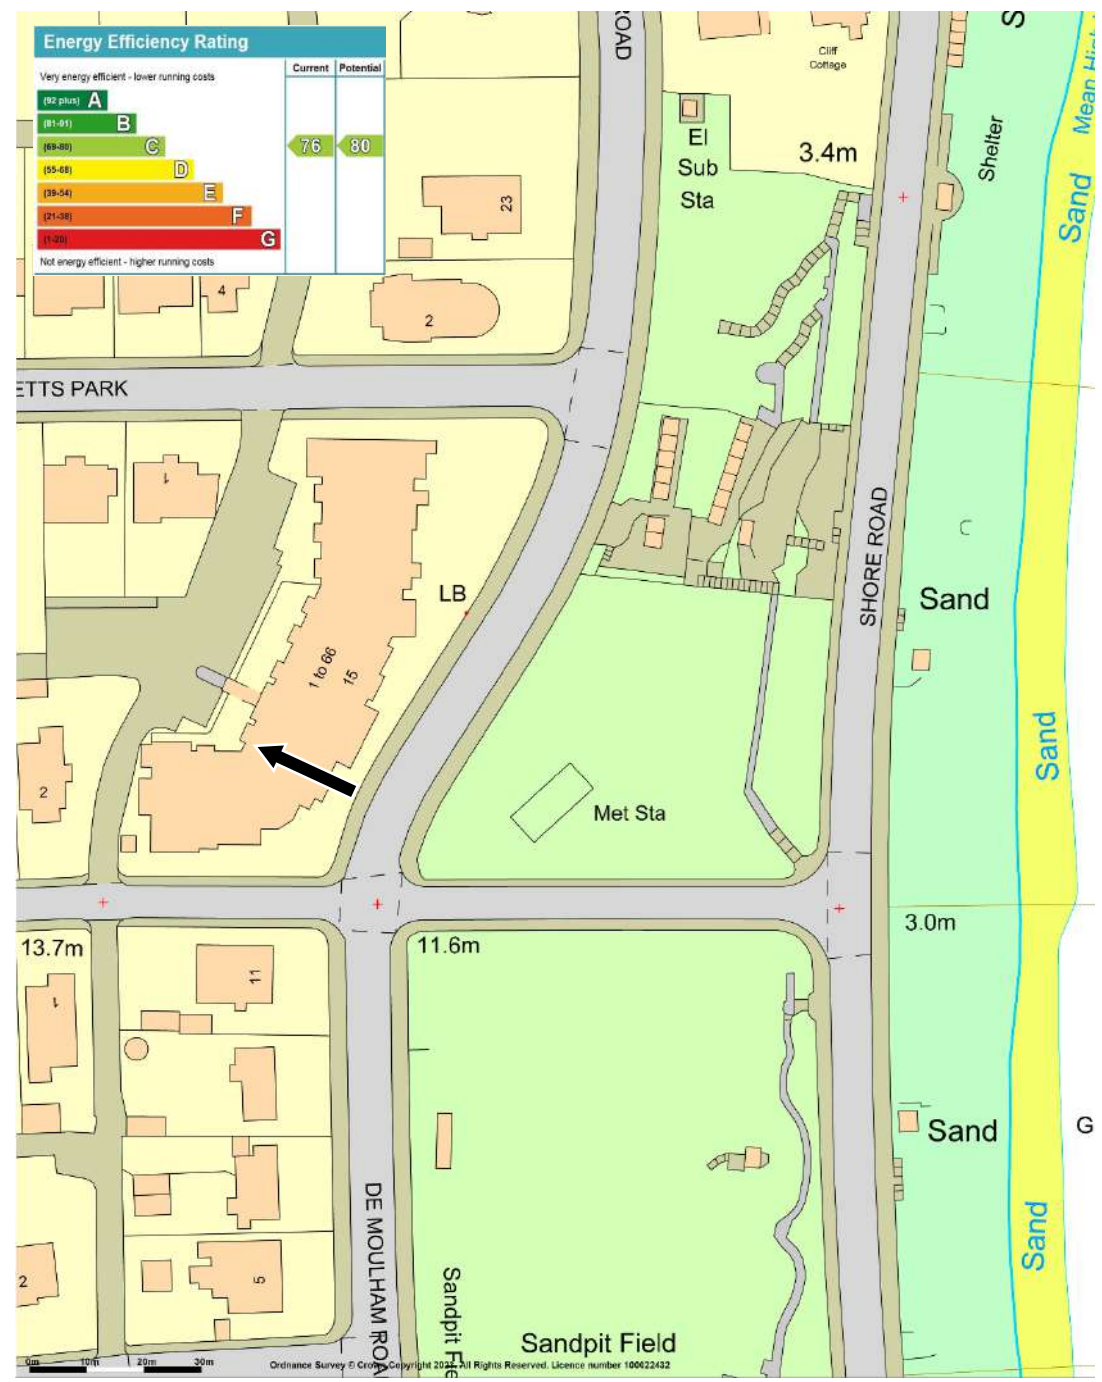 Energy Efficiency Rating
Current Potential
Very energy efficient - lower running costs
(92 plus) A
(81-91) B
(69-80) C 76 80
(55-68) D
(39-54) E
(21-38) F
(1-20) G
Not energy efficient - higher running costs
ROAD
Cliff
Cottage
El
Sub
Sta
3.4m
Shelter
Sand
23
4
2
ETTS PARK
1
SHORE ROAD
LB
Sand
1 to 66
15
Sand
2
Met Sta
13.7m
11.6m
3.0m
11
1
Sand
G
DE MOULHAM ROA
Sand
2
5
Sandpit Fie
Sandpit Field
0m 10m 20m 30m
Ordnance Survey © Crown Copyright 2023. All Rights Reserved. Licence number 100022432